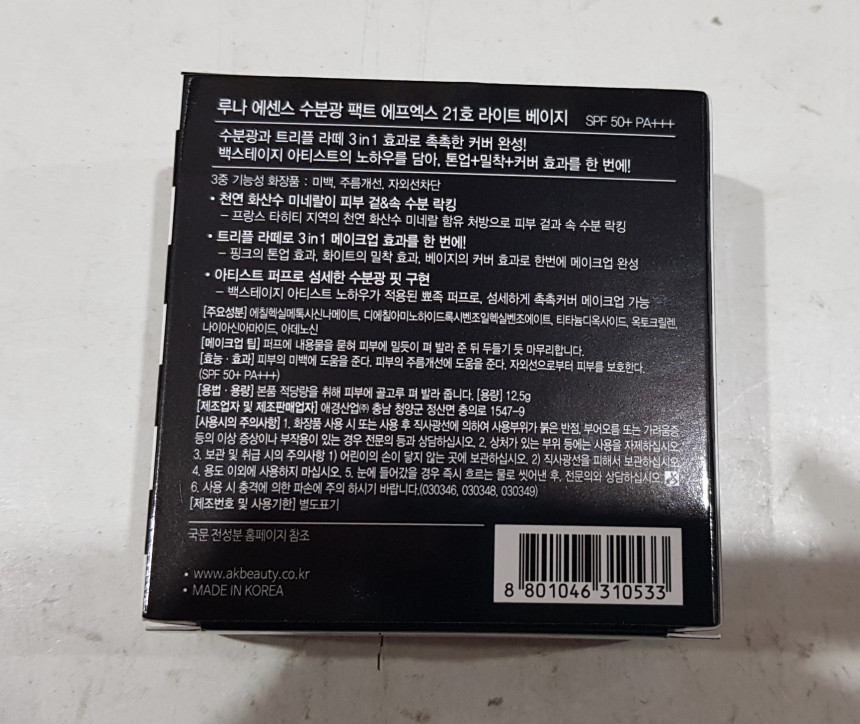 루나 에센스 수분광 팩트 에프엑스 21호 라이트 베이지 SPF 50+ PA+++
수분광과 트리플 라떼 3in1 효과로 촉촉한 커버 완성!
백스테이지 아티스트의 노하우를 담아, 톤업+밀착+커버 효과를 한 번에!
3중 기능성 화장품 : 미백, 주름개선, 자외선차단
• 천연 화산수 미네랄이 피부 겉&속 수분 락킹
– 프랑스 타히티 지역의 천연 화산수 미네랄 함유 처방으로 피부 겉과 속 수분 락킹
• 트리플 라떼로 3in1 메이크업 효과를 한 번에!
– 핑크의 톤업 효과, 화이트의 밀착 효과, 베이지의 커버 효과로 한번에 메이크업 완성
• 아티스트 퍼프로 섬세한 수분광 핏 구현
– 백스테이지 아티스트 노하우가 적용된 뾰족 퍼프로, 섬세하게 촉촉커버 메이크업 가능
[주요성분] 에칠헥실메톡시신나메이트, 디에칠아미노하이드록시벤조일헥실벤조에이트, 티타늄디옥사이드, 옥토크릴렌,
나이아신아마이드, 아데노신
[메이크업 팁] 퍼프에 내용물을 묻혀 피부에 밀듯이 펴 발라 준 뒤 두들기 듯 마무리합니다.
[효능 · 효과] 피부의 미백에 도움을 준다. 피부의 주름개선에 도움을 준다. 자외선으로부터 피부를 보호한다.
(SPF 50+ PA+++)
[용법 · 용량] 본품 적당량을 취해 피부에 골고루 펴 발라 줍니다. [용량] 12.5g
[제조업자 및 제조판매업자] 애경산업㈜ 충남 청양군 정산면 충의로 1547-9
[사용시의 주의사항] 1. 화장품 사용 시 또는 사용 후 직사광선에 의하여 사용부위가 붉은 반점, 부어오름 또는 가려움증
등의 이상 증상이나 부작용이 있는 경우 전문의 등과 상담하십시오. 2. 상처가 있는 부위 등에는 사용을 자제하십시오
3. 보관 및 취급 시의 주의사항 1) 어린이의 손이 닿지 않는 곳에 보관하십시오. 2) 직사광선을 피해서 보관하십시오
4. 용도 이외에 사용하지 마십시오. 5. 눈에 들어갔을 경우 즉시 흐르는 물로 씻어낸 후, 전문의와 상담하십시오.
6. 사용 시 충격에 의한 파손에 주의 하시기 바랍니다.(030346, 030348, 030349)
[제조번호 및 사용기한] 별도표기
국문 전성분 홈페이지 참조
• www.akbeauty.co.kr
• MADE IN KOREA
8 801046 310533